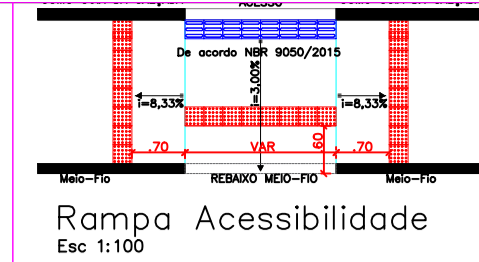 ACESSO
De acordo NBR 9050/2015
i=8,33%
i=3,00%
i=8,33%
.60
.70
VAR
.70
Meio-Fio
REBAIXO MEIO-FIO
Meio-Fio
Rampa Acessibilidade
Esc 1:100